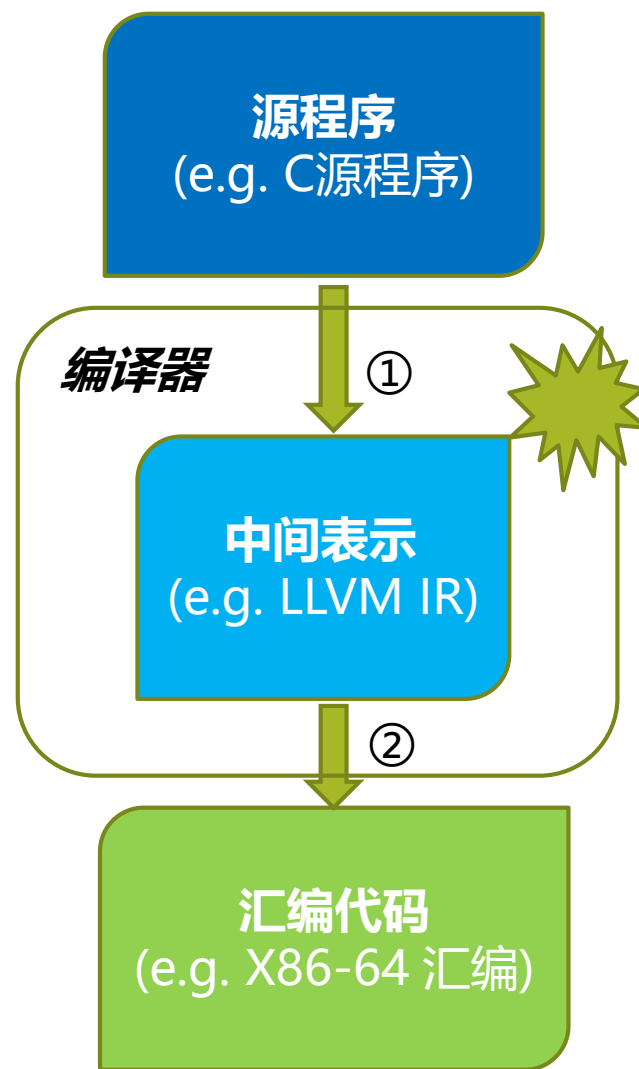 源程序
(e.g. C源程序)
编译器
①
中间表示
(e.g. LLVM IR)
②
汇编代码
(e.g. X86-64 汇编)